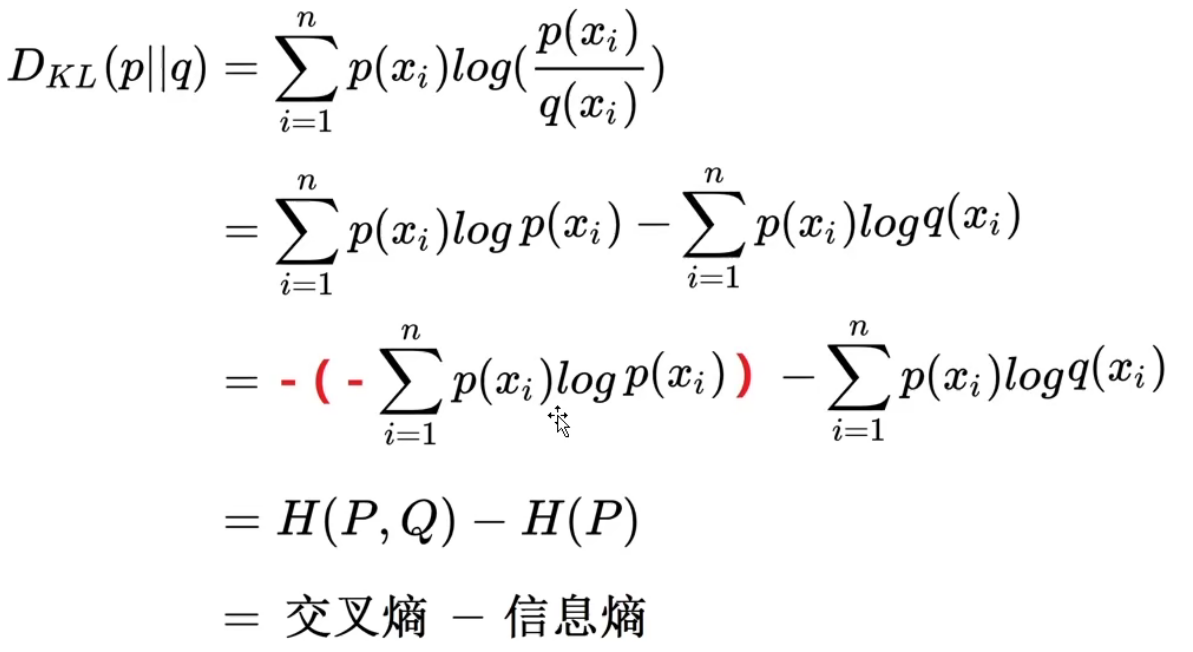 D_{KL}(p||q) = \sum_{i=1}^{n} p(x_i)log(\frac{p(x_i)}{q(x_i)})
= \sum_{i=1}^{n} p(x_i)log p(x_i) - \sum_{i=1}^{n} p(x_i)log q(x_i)
= -(-\sum_{i=1}^{n} p(x_i)log p(x_i)) - \sum_{i=1}^{n} p(x_i)log q(x_i)
= H(P,Q) - H(P)
= 交叉熵 - 信息熵